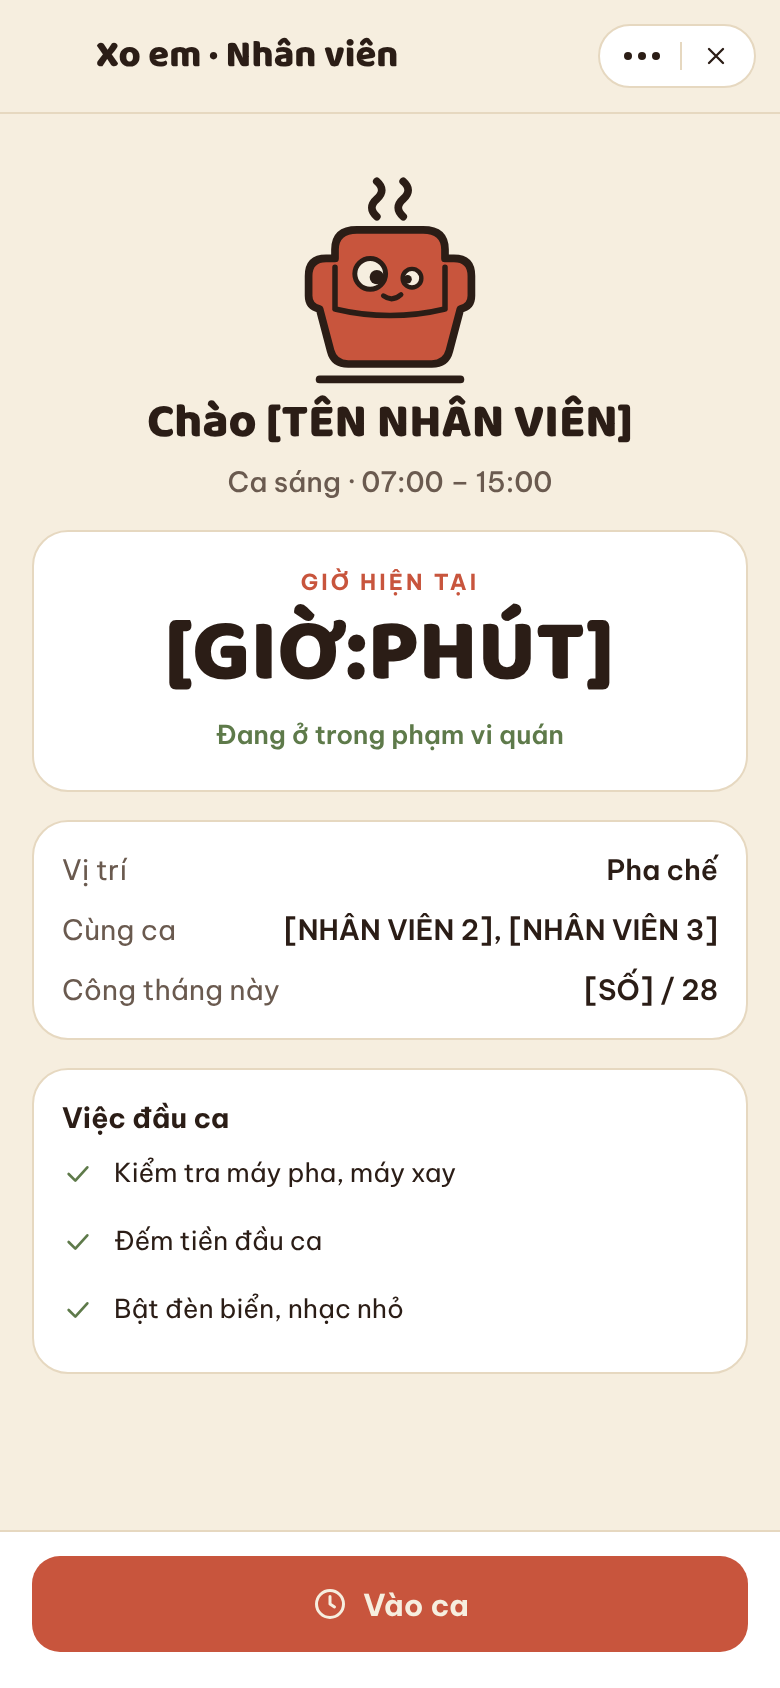 Xo em · Nhân viên
Chào [TÊN NHÂN VIÊN]
Ca sáng · 07:00 – 15:00
GIỜ HIỆN TẠI
[GIỜ:PHÚT]
Đang ở trong phạm vi quán
Vị trí Pha chế
Cùng ca [NHÂN VIÊN 2], [NHÂN VIÊN 3]
Công tháng này [SỐ] / 28
Việc đầu ca
Kiểm tra máy pha, máy xay
Đếm tiền đầu ca
Bật đèn biển, nhạc nhỏ
Vào ca